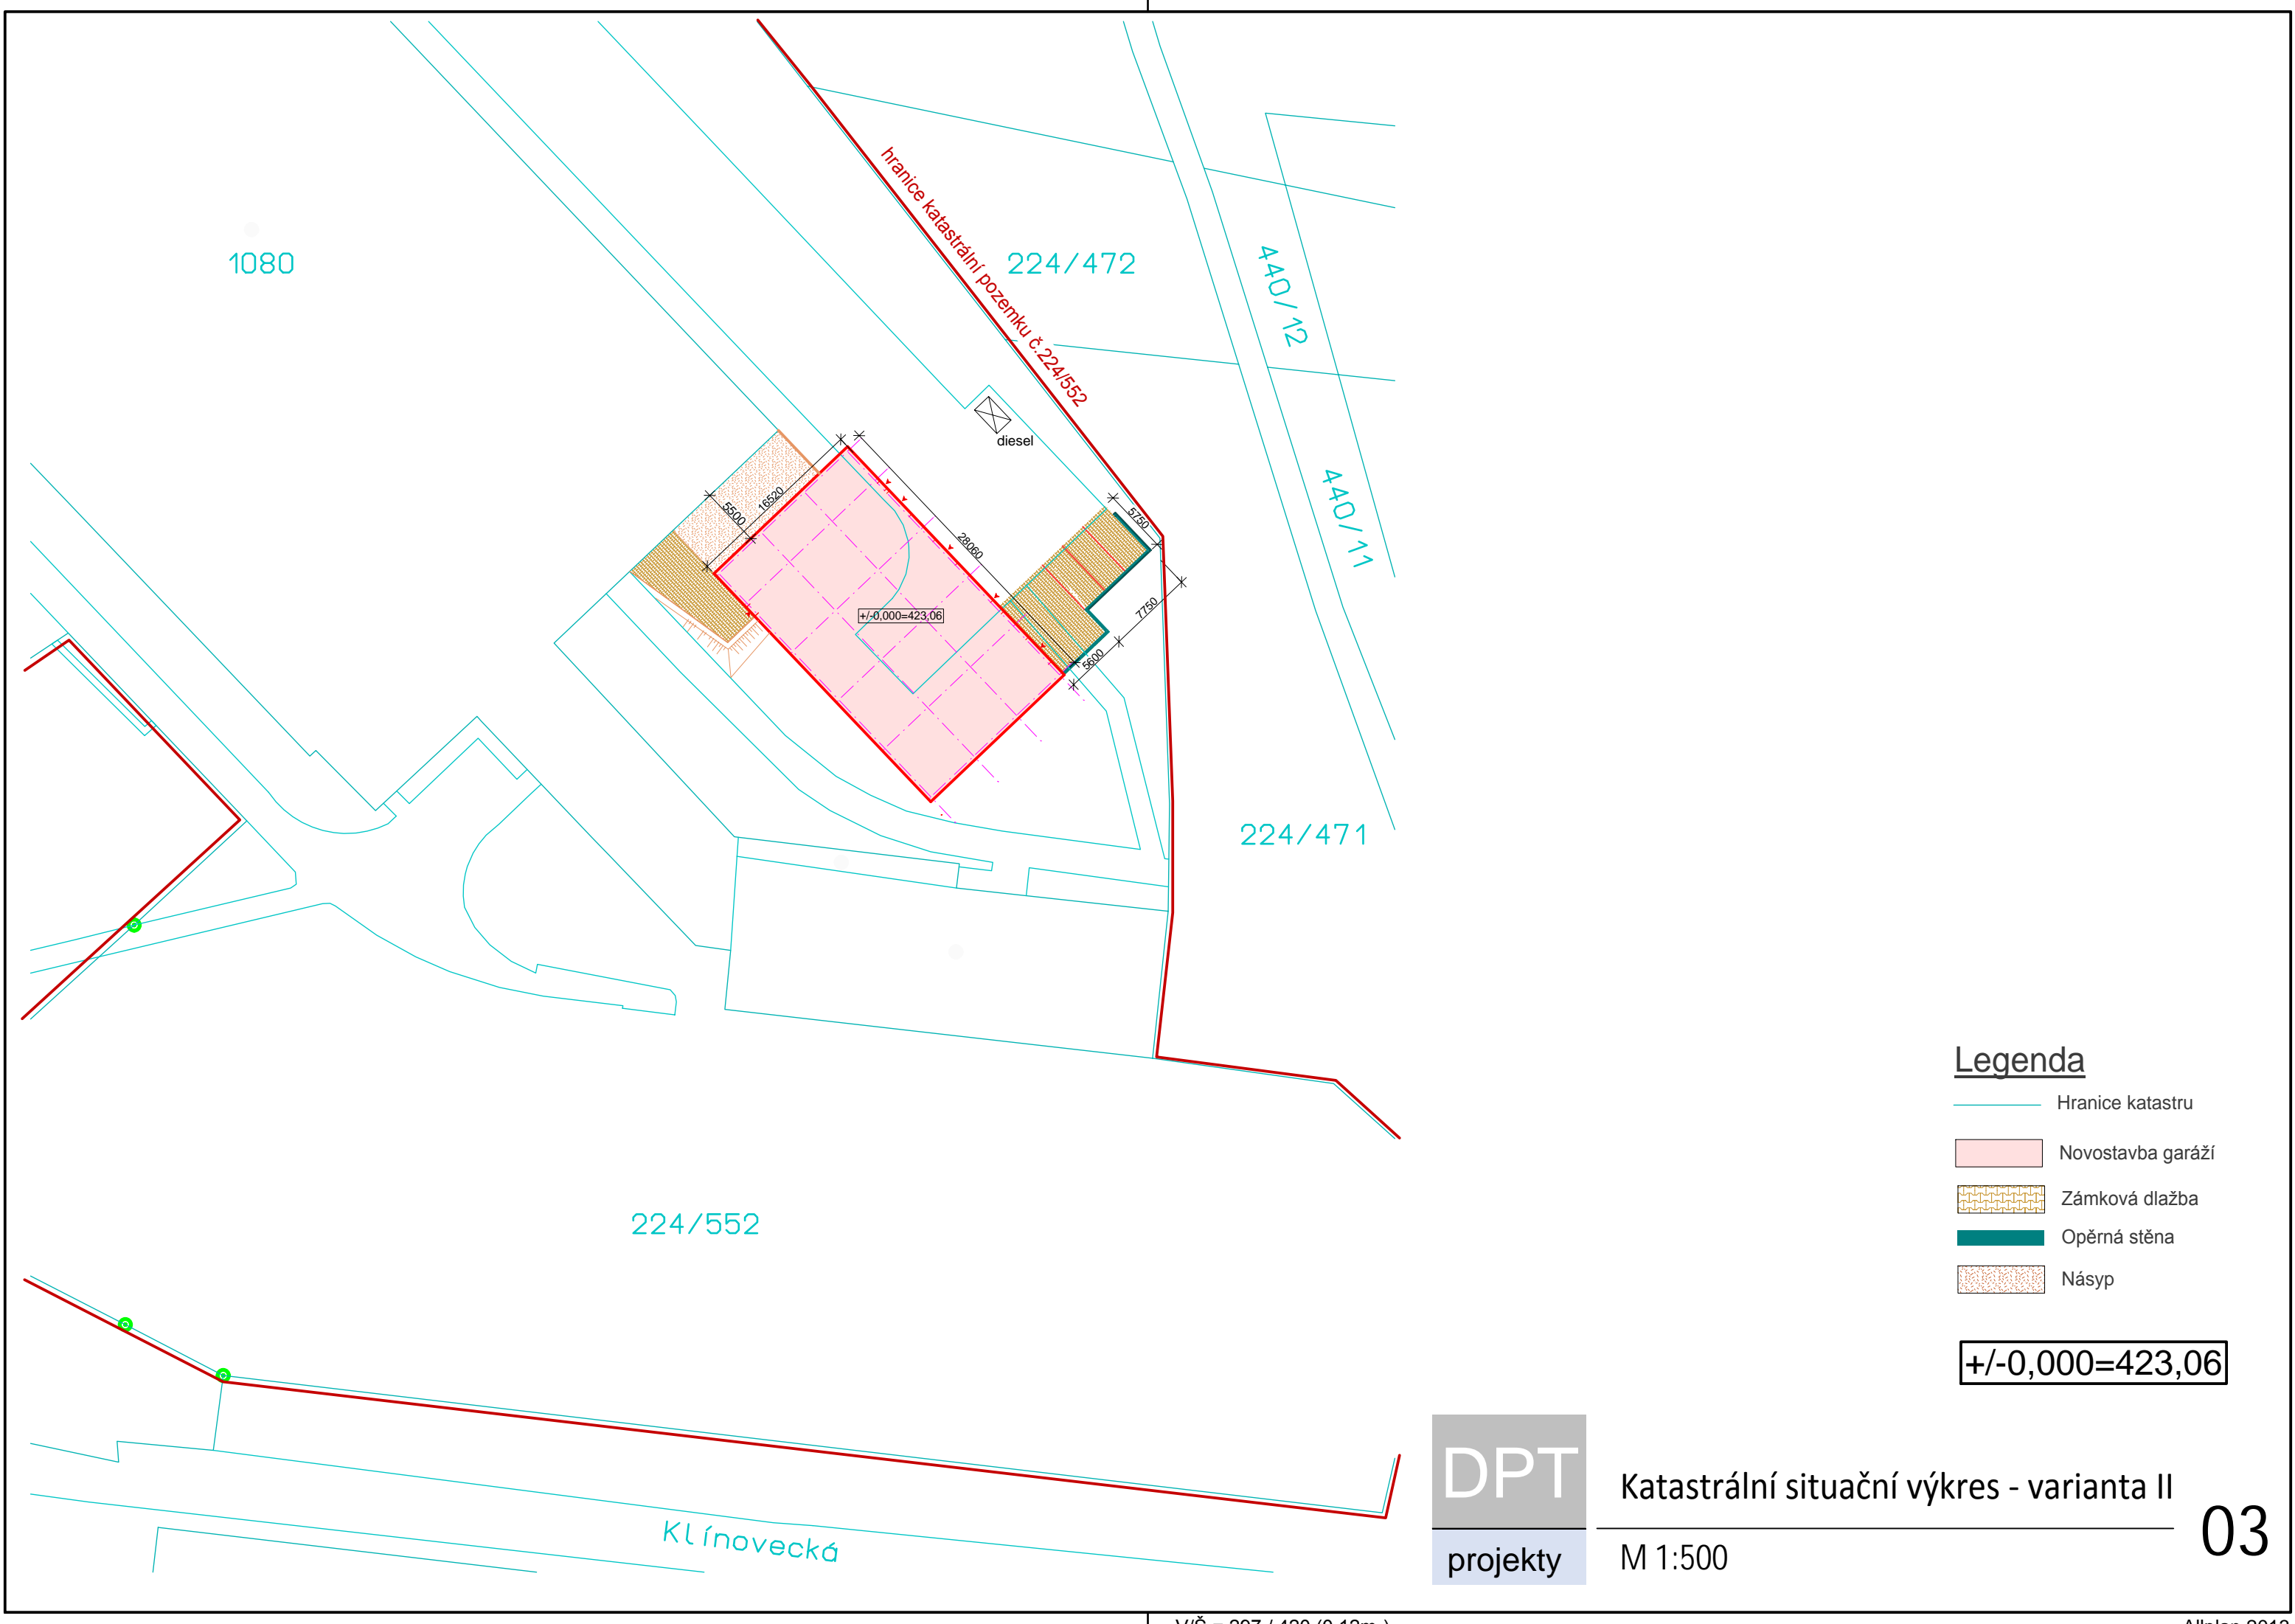 hranice katastrální pozemku č.224/552
1080
224/472
440/12
diesel
440/11
16520
5500
28060
5750
+/-0,000=423,06
7750
5600
224/471
224/552
Klínovecká
Legenda
Hranice katastru
Novostavba garáží
Zámková dlažba
Opěrná stěna
Násyp
+/-0,000=423,06
DPT
projekty
Katastrální situační výkres - varianta II
M 1:500
03